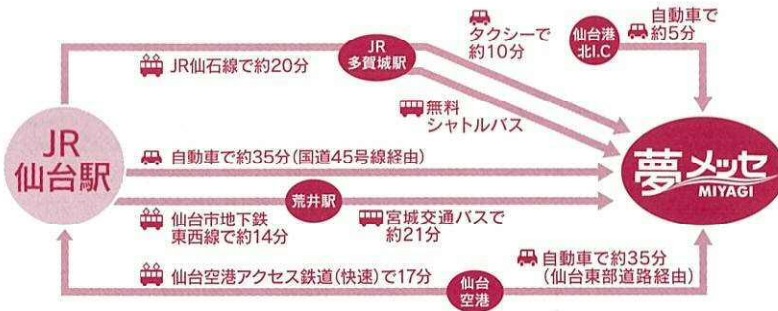 タクシーで
約10分
仙台港
北I.C
自動車で
約5分
JR
多賀城駅
JR仙石線で約20分
無料
シャトルバス
JR
仙台駅
自動車で約35分(国道45号線経由)
夢メッセ
MIYAGI
荒井駅
仙台市地下鉄
東西線で約14分
宮城交通バスで
約21分
仙台空港アクセス鉄道(快速)で17分
仙台
空港
自動車で約35分
(仙台東部道路経由)